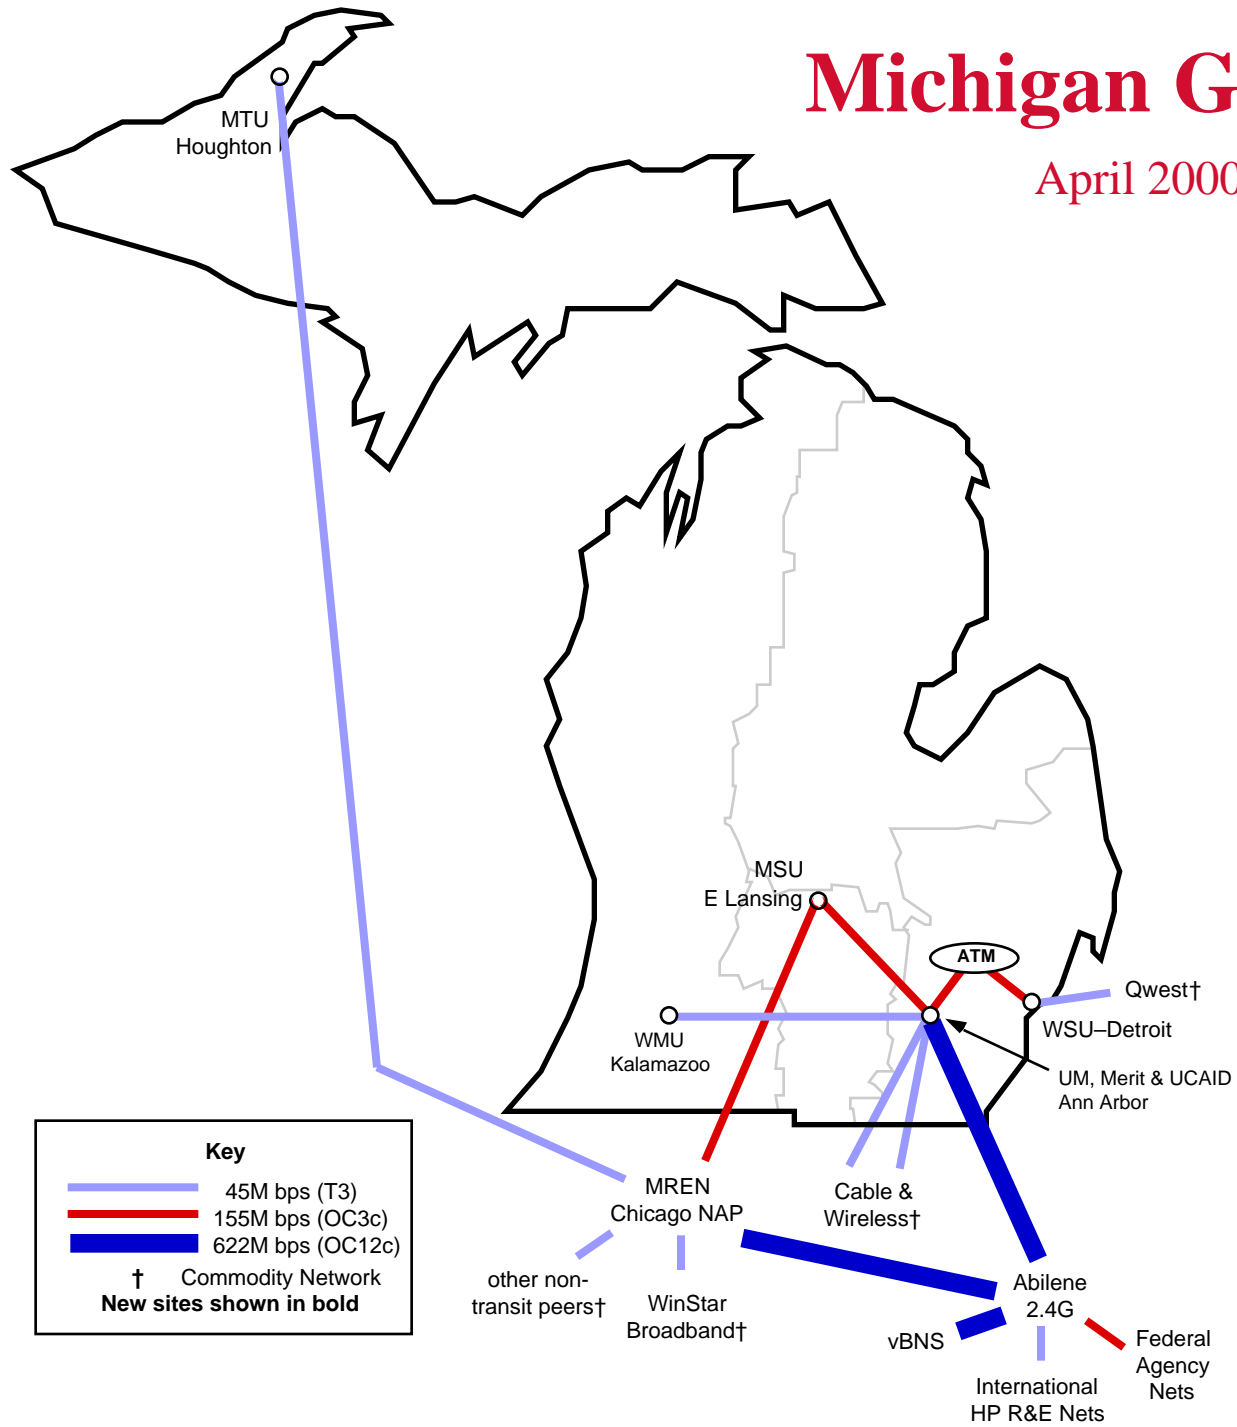 Michigan G
April 2000
MTU
Houghton
MSU
E Lansing
ATM
Qwest†
WSU–Detroit
WMU
Kalamazoo
UM, Merit & UCAID
Ann Arbor
Key
45M bps (T3)
155M bps (OC3c)
622M bps (OC12c)
† Commodity Network
New sites shown in bold
MREN
Chicago NAP
Cable &
Wireless†
other non-
transit peers†
WinStar
Broadband†
Abilene
2.4G
vBNS
Federal
Agency
Nets
International
HP R&E Nets